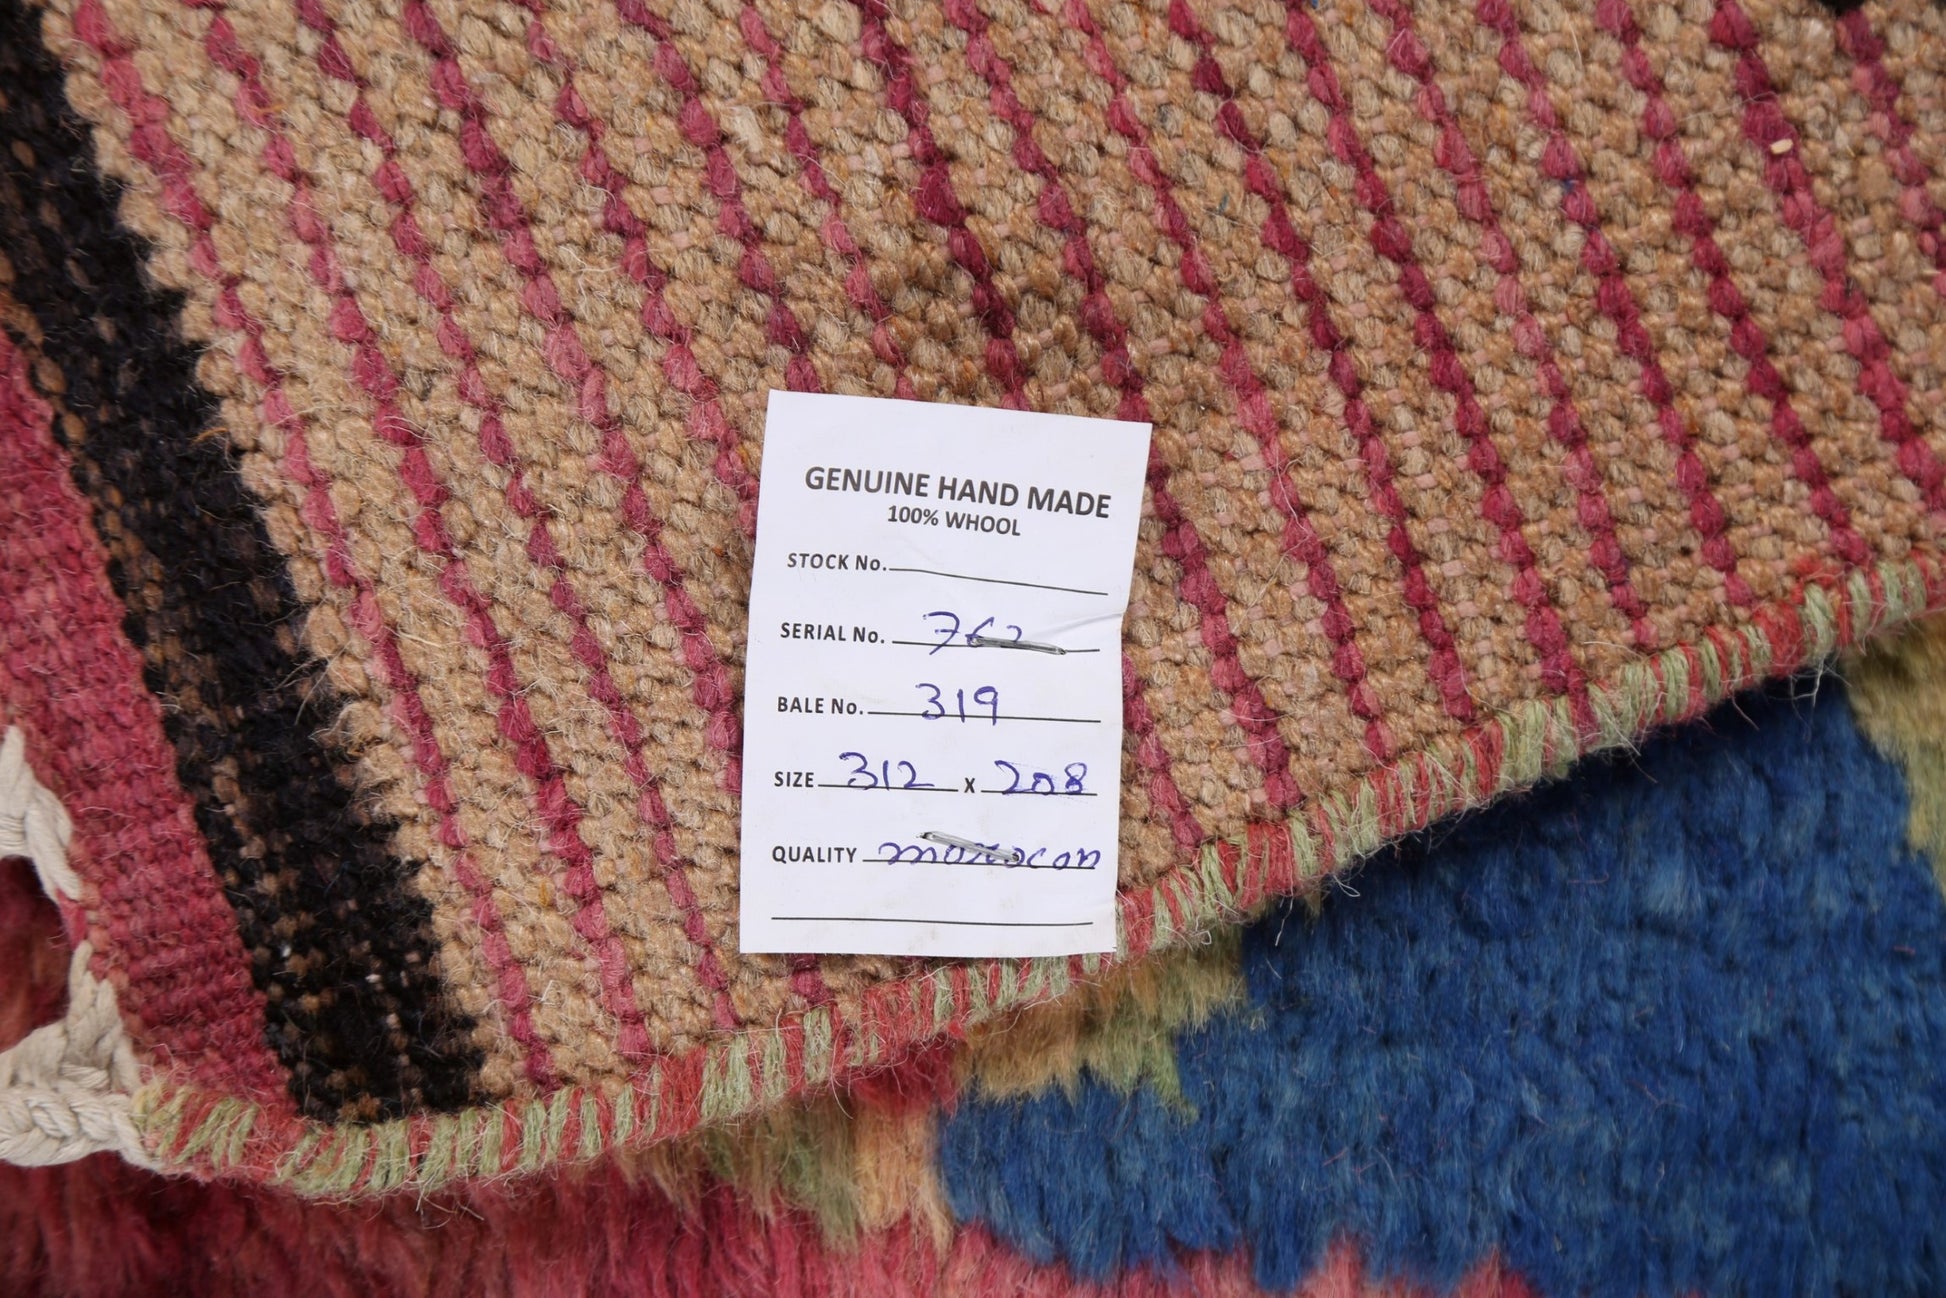 GENUINE HAND MADE
100% WHOOL
STOCK No.
SERIAL No. 762
BALE No. 319
SIZE 312 x 208
QUALITY morocon